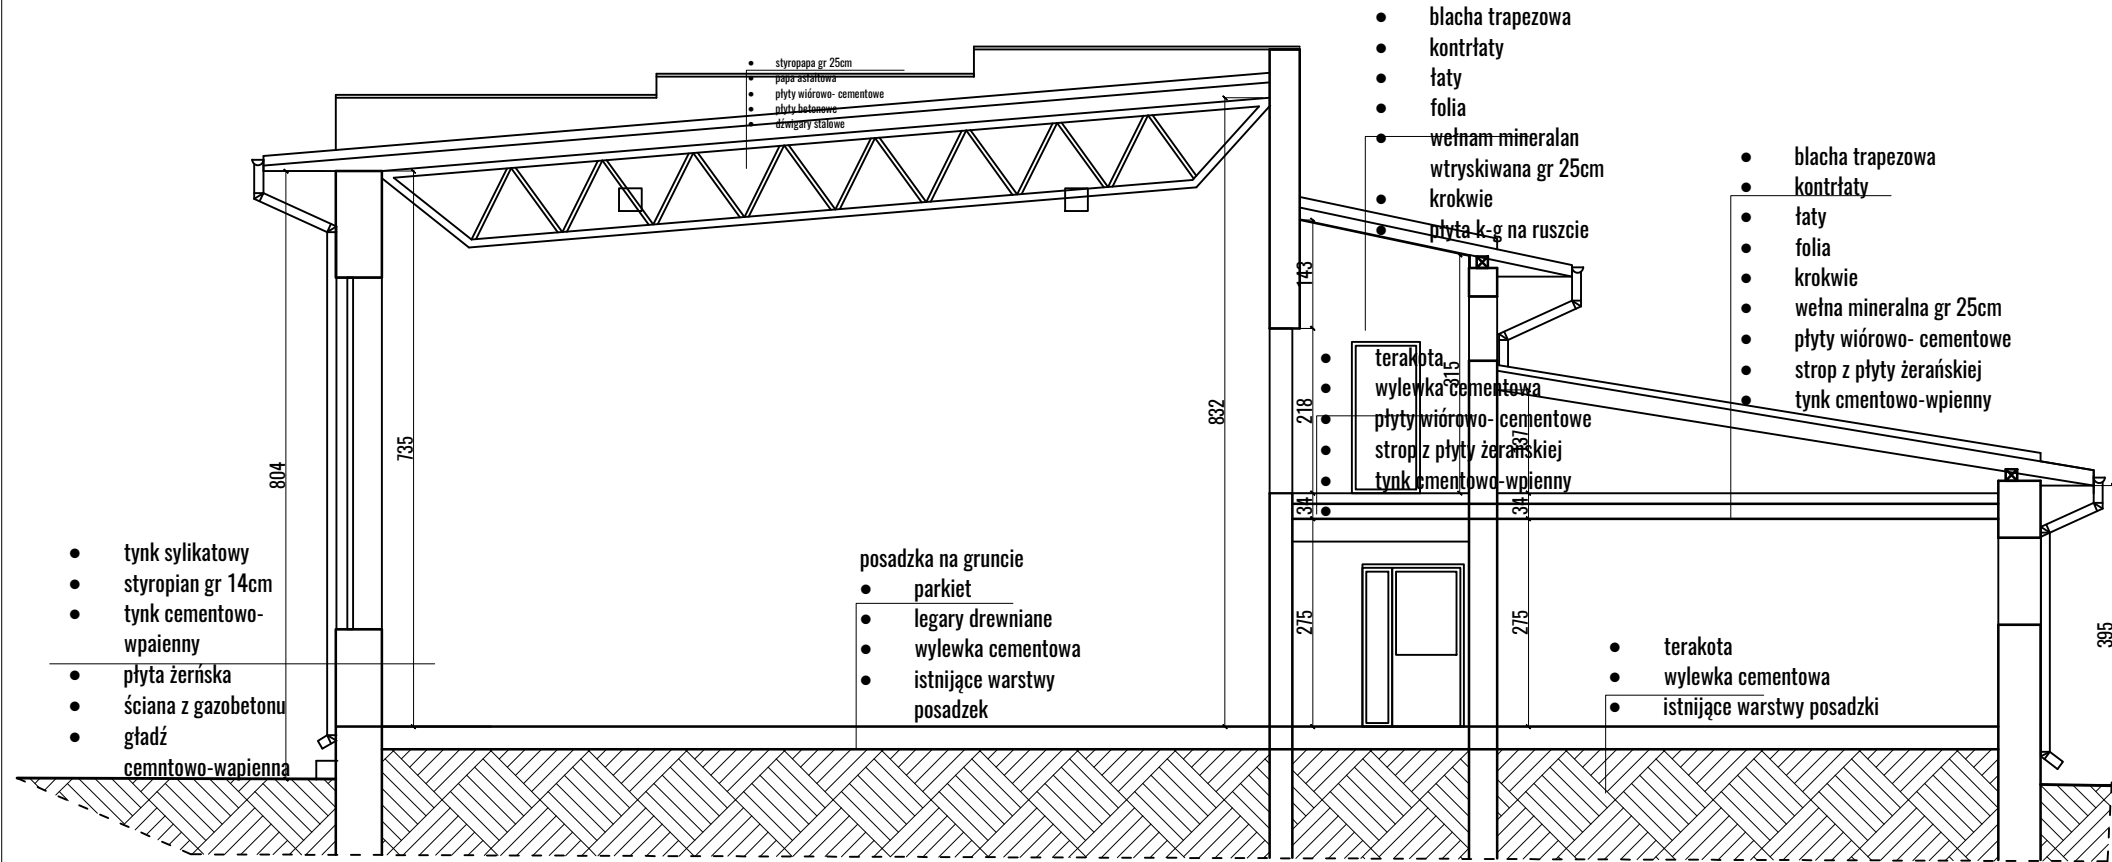 • styropapa gr 25cm
• papa asfaltowa
• płyty wiórowo- cementowe
• płyty betonowe
• dźwigary stalowe
• blacha trapezowa
• kontrłaty
• łaty
• folia
• wełnam mineralan
wtryskiwana gr 25cm
• krokwie
• płyta k-g na ruszcie
• blacha trapezowa
• kontrłaty
• łaty
• folia
• krokwie
• wełna mineralna gr 25cm
• płyty wiórowo- cementowe
• strop z płyty żerańskiej
• tynk cmentowo-wpienny
• terakota
• wylewka cementowa
• płyty wiórowo- cementowe
• strop z płyty żerańskiej
• tynk cmentowo-wpienny
•
804
735
832
143
218
34
275
315
137
34
275
395
• tynk sylikatowy
• styropian gr 14cm
• tynk cementowo-
wpaienny
• płyta żerńska
• ściana z gazobetonu
• gładź
cemntowo-wapienna
posadzka na gruncie
• parkiet
• legary drewniane
• wylewka cementowa
• istnijące warstwy
posadzek
• terakota
• wylewka cementowa
• istnijące warstwy posadzki